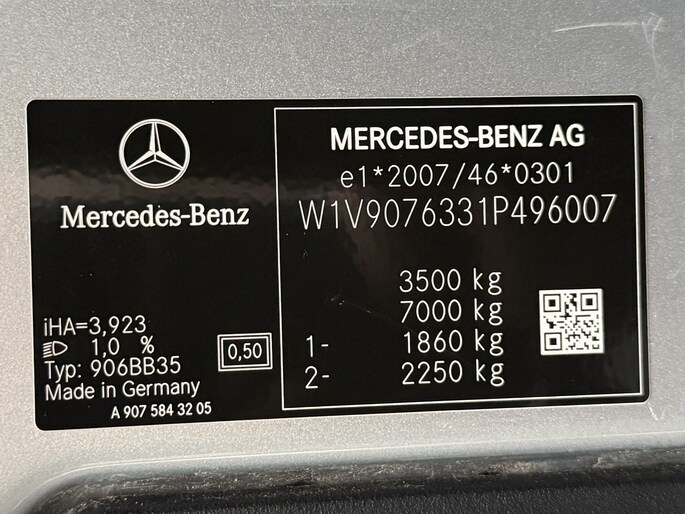 Mercedes-Benz
iHA=3,923
1,0 %
0,50
Typ: 906BB35
Made in Germany
A 907 584 32 05
MERCEDES-BENZ AG
e1*2007/46*0301
W1V9076331P496007
3500 kg
7000 kg
1- 1860 kg
2- 2250 kg